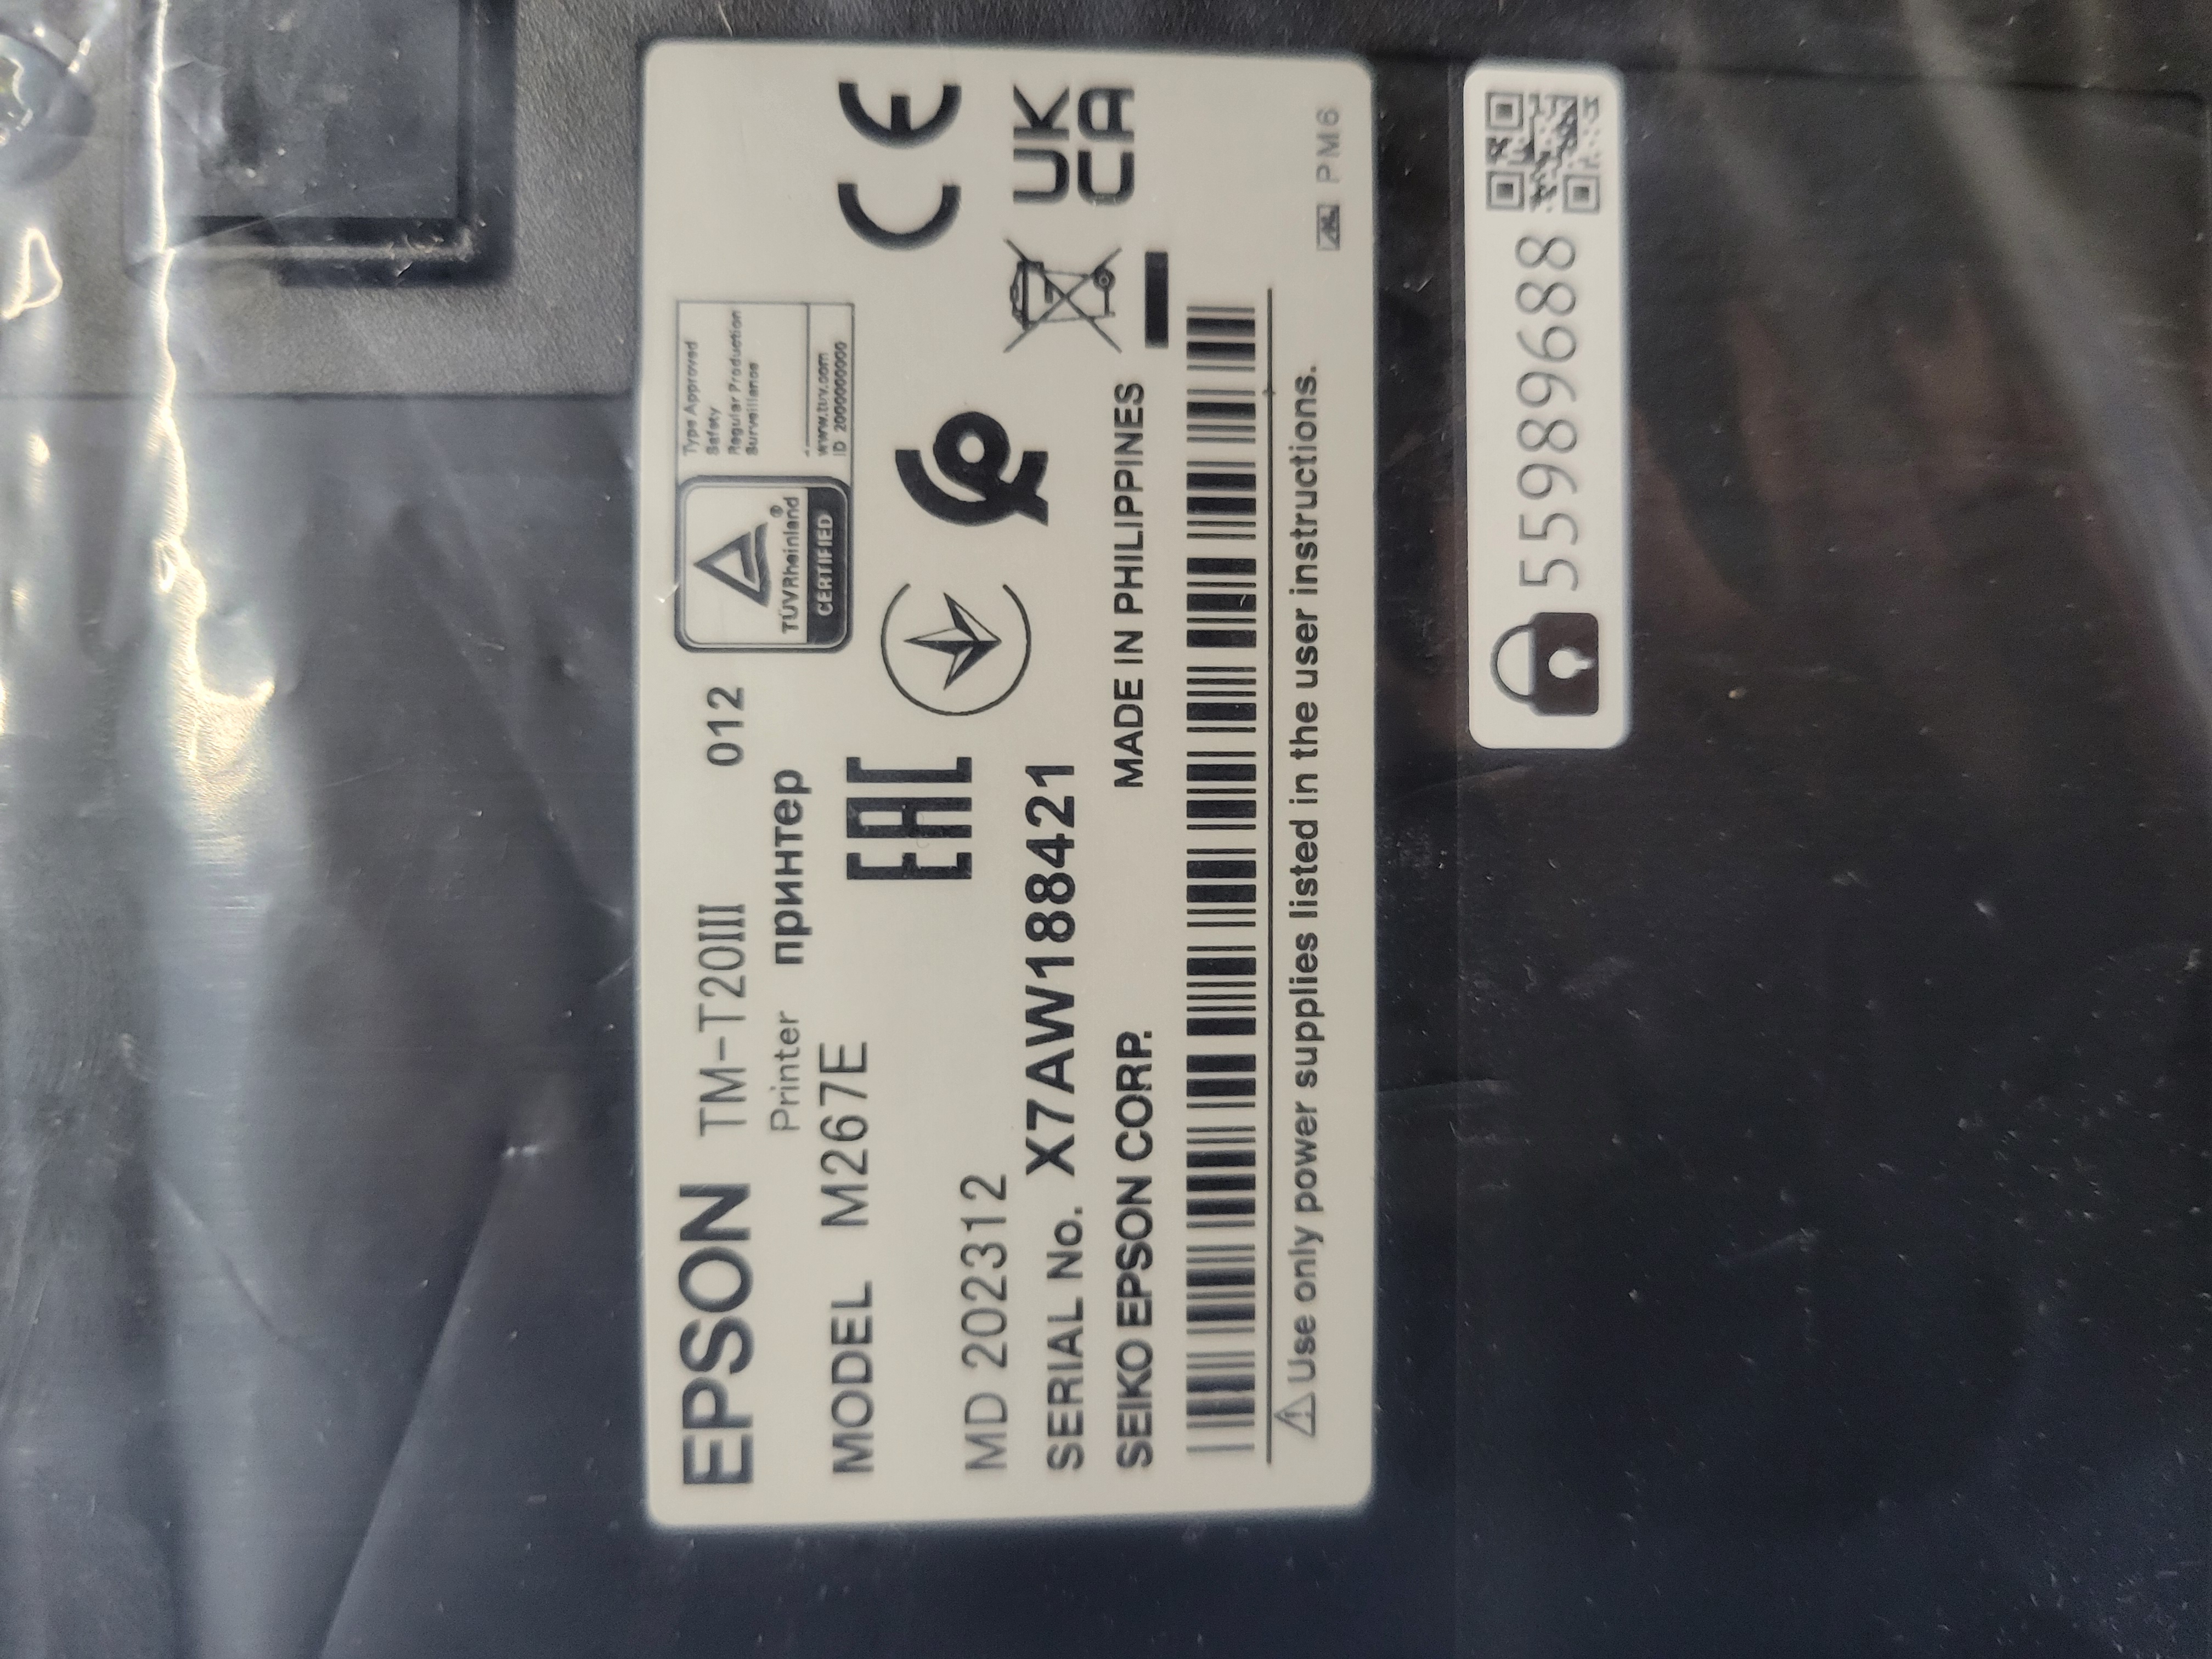 EPSON TM-T20III 012
Printer принтер
MODEL M267E
TÜVRheinland®
CERTIFIED
Type Approved
Safety
Regular Production
Surveillance
www.tuv.com
ID 2000000000
CE
EAC
MD 202312
SERIAL No. X7AW188421
UK
CA
SEIKO EPSON CORP. MADE IN PHILIPPINES
Use only power supplies listed in the user instructions.
PM6
55989688